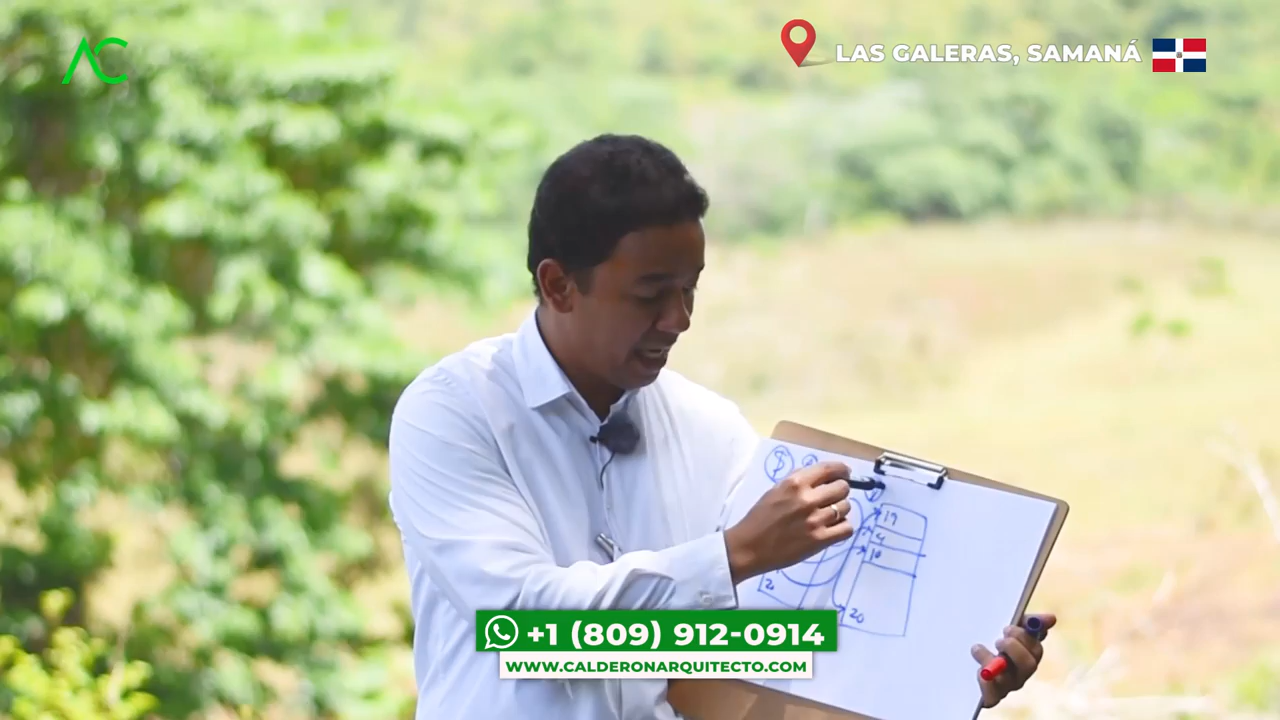 AC
LAS GALERAS, SAMANÁ
$
19
4
10
20
2
+1 (809) 912-0914
WWW.CALDERONARQUITECTO.COM